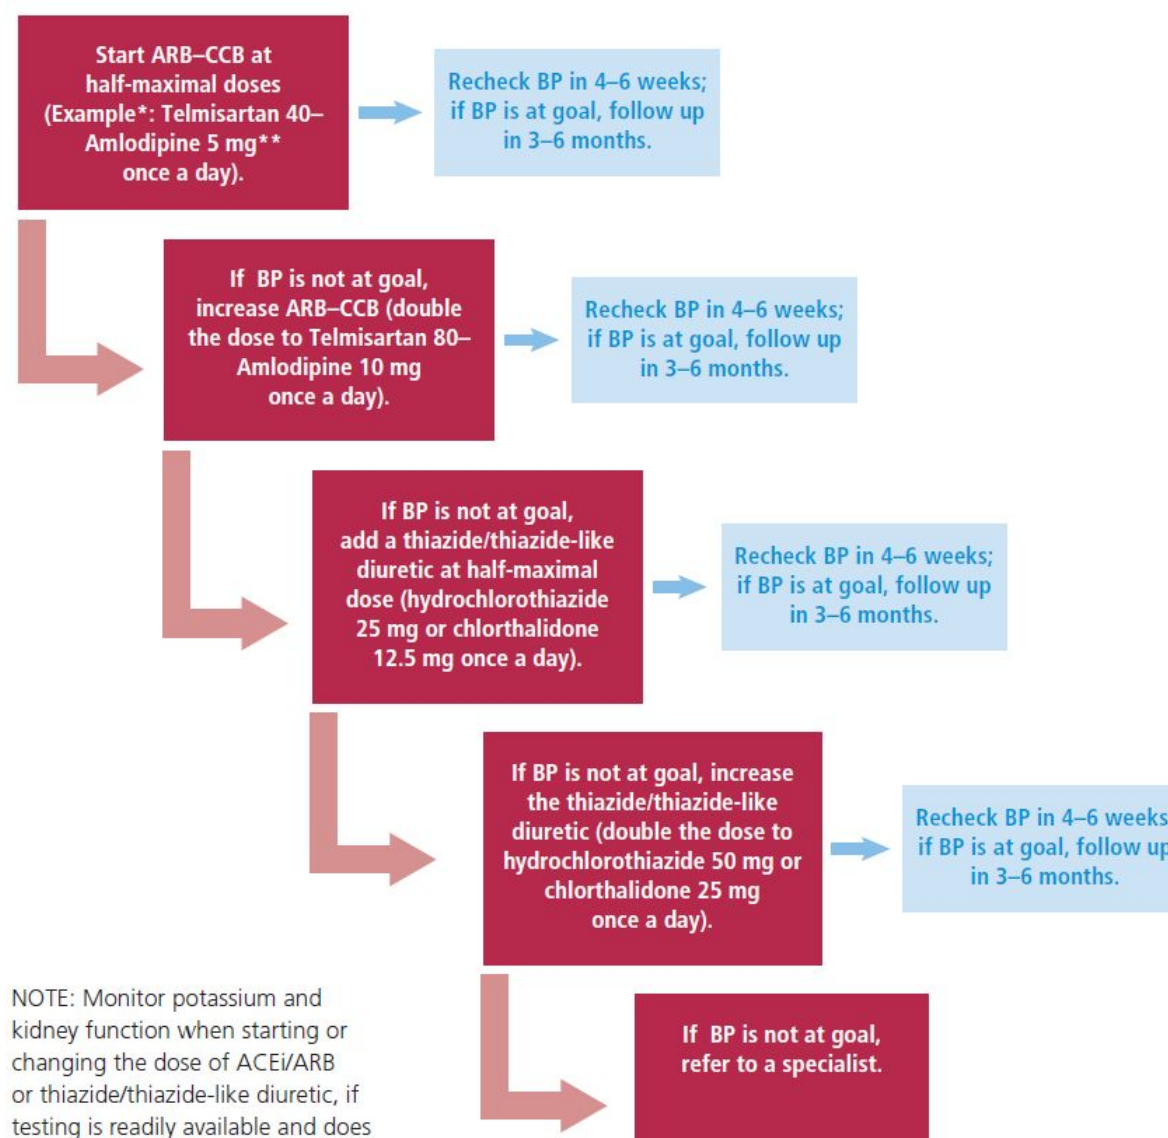 Start ARB–CCB at
half-maximal doses
(Example*: Telmisartan 40–
Amlodipine 5 mg**
once a day).
Recheck BP in 4–6 weeks;
if BP is at goal, follow up
in 3–6 months.
If BP is not at goal,
increase ARB–CCB (double
the dose to Telmisartan 80–
Amlodipine 10 mg
once a day).
Recheck BP in 4–6 weeks;
if BP is at goal, follow up
in 3–6 months.
If BP is not at goal,
add a thiazide/thiazide-like
diuretic at half-maximal
dose (hydrochlorothiazide
25 mg or chlorthalidone
12.5 mg once a day).
Recheck BP in 4–6 weeks;
if BP is at goal, follow up
in 3–6 months.
If BP is not at goal, increase
the thiazide/thiazide-like
diuretic (double the dose to
hydrochlorothiazide 50 mg or
chlorthalidone 25 mg
once a day).
Recheck BP in 4–6 weeks
if BP is at goal, follow up
in 3–6 months.
If BP is not at goal,
refer to a specialist.
NOTE: Monitor potassium and
kidney function when starting or
changing the dose of ACEi/ARB
or thiazide/thiazide-like diuretic, if
testing is readily available and does